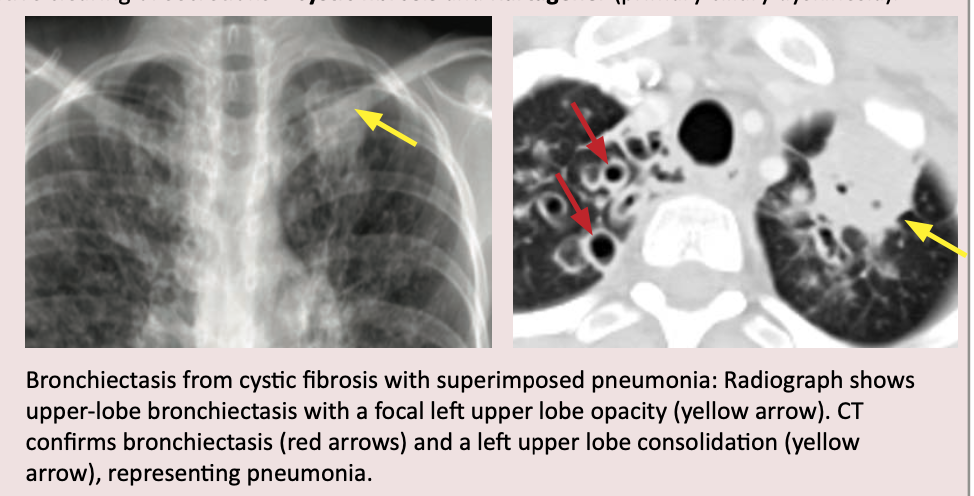 Bronchiectasis from cystic fibrosis with superimposed pneumonia: Radiograph shows
upper-lobe bronchiectasis with a focal left upper lobe opacity (yellow arrow). CT
confirms bronchiectasis (red arrows) and a left upper lobe consolidation (yellow
arrow), representing pneumonia.